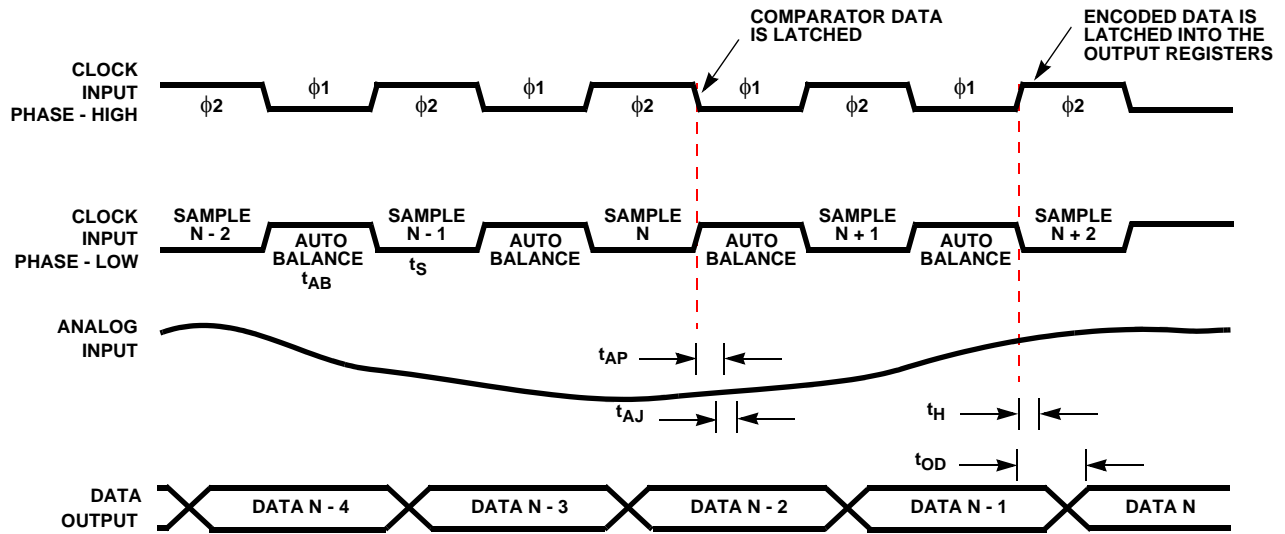 COMPARATOR DATA
IS LATCHED
ENCODED DATA IS
LATCHED INTO THE
OUTPUT REGISTERS
CLOCK
INPUT
PHASE - HIGH
ϕ2
ϕ1
ϕ2
ϕ1
ϕ2
ϕ1
ϕ2
ϕ1
ϕ2
CLOCK
INPUT
PHASE - LOW
SAMPLE
N - 2
AUTO
BALANCE
tAB
SAMPLE
N - 1
tS
AUTO
BALANCE
SAMPLE
N
AUTO
BALANCE
SAMPLE
N + 1
AUTO
BALANCE
SAMPLE
N + 2
ANALOG
INPUT
tAP
tAJ
tH
tOD
DATA
OUTPUT
DATA N - 4
DATA N - 3
DATA N - 2
DATA N - 1
DATA N